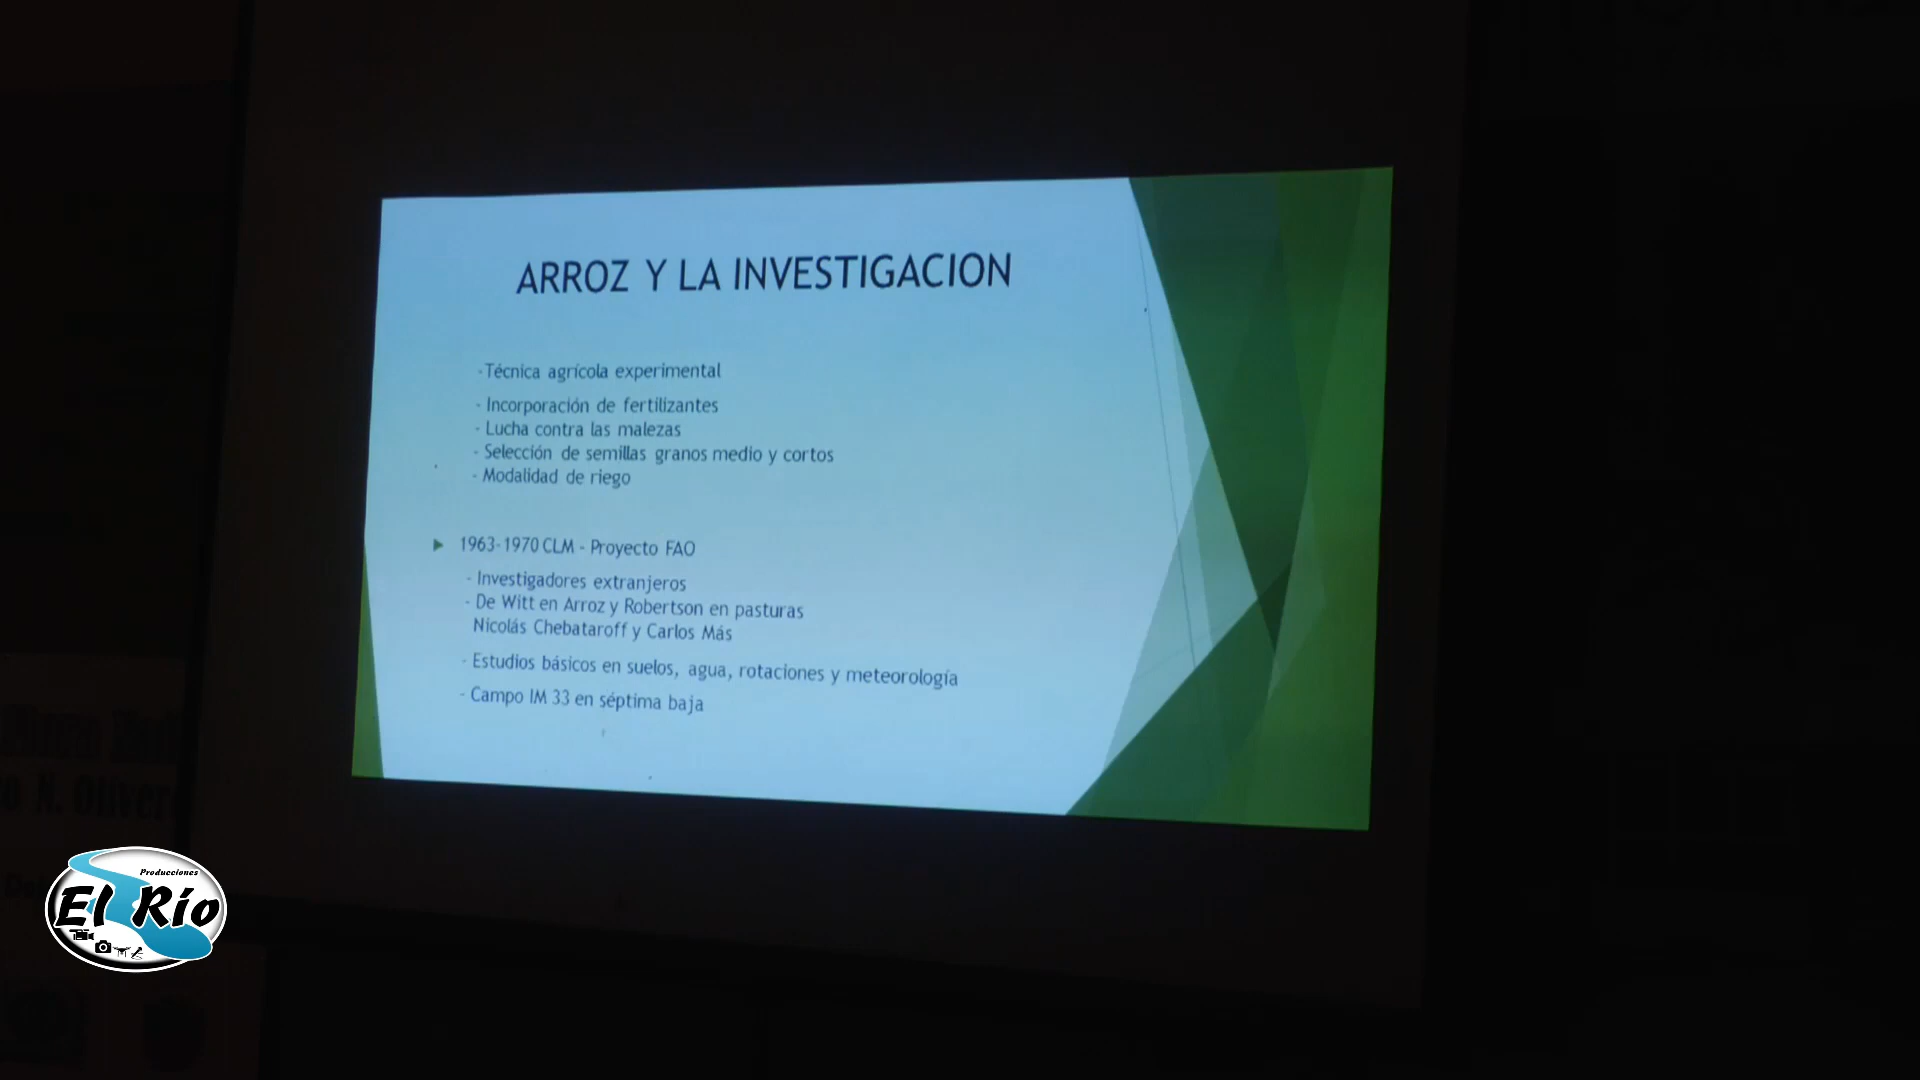 ARROZ Y LA INVESTIGACION
-Técnica agrícola experimental
- Incorporación de fertilizantes
- Lucha contra las malezas
- Selección de semillas granos medio y cortos
- Modalidad de riego
1963-1970 CLM - Proyecto FAO
- Investigadores extranjeros
- De Witt en Arroz y Robertson en pasturas
Nicolás Chebataroff y Carlos Más
- Estudios básicos en suelos, agua, rotaciones y meteorología
- Campo IM 33 en séptima baja
N. Oliver
Producciones
El Río